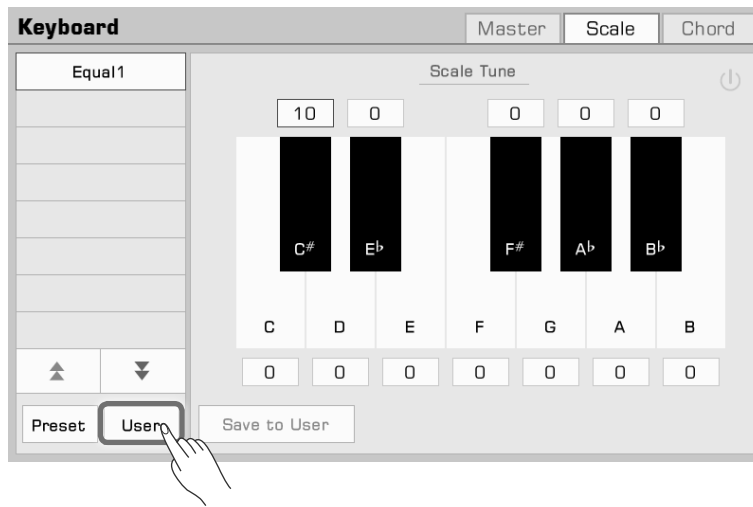 Keyboard Master Scale Chord
Equal1
Scale Tune
10 0 0 0 0
C# E♭ F# A♭ B♭
C D E F G A B
0 0 0 0 0 0 0
Preset User Save to User